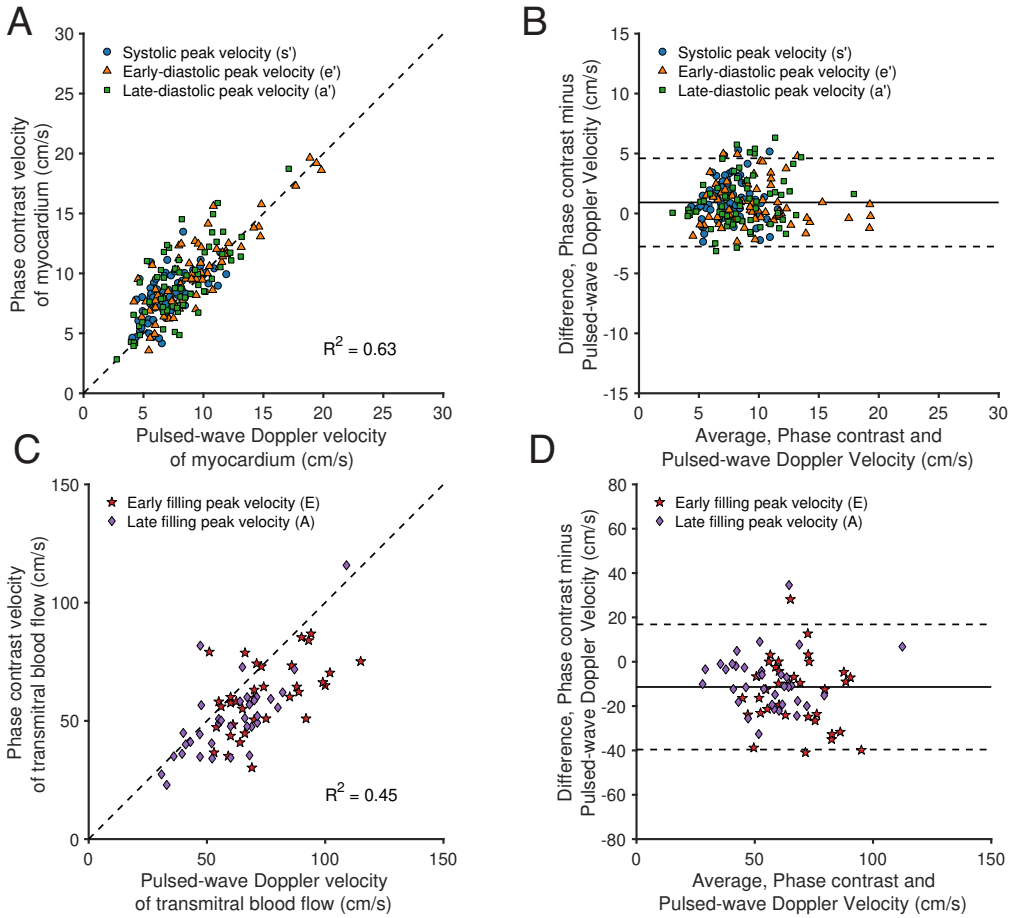 A
30
25
20
15
10
5
0
0
5
10
15
20
25
30
Phase contrast velocity
of myocardium (cm/s)
Systolic peak velocity (s')
Early-diastolic peak velocity (e')
Late-diastolic peak velocity (a')
R2 = 0.63
Pulsed-wave Doppler velocity
of myocardium (cm/s)
B
15
10
5
0
-5
-10
-15
0
5
10
15
20
25
30
Difference, Phase contrast minus
Pulsed-wave Doppler Velocity (cm/s)
Systolic peak velocity (s')
Early-diastolic peak velocity (e')
Late-diastolic peak velocity (a')
Average, Phase contrast and
Pulsed-wave Doppler Velocity (cm/s)
C
150
100
50
0
0
50
100
150
Phase contrast velocity
of transmitral blood flow (cm/s)
Early filling peak velocity (E)
Late filling peak velocity (A)
R2 = 0.45
Pulsed-wave Doppler velocity
of transmitral blood flow (cm/s)
D
80
60
40
20
0
-20
-40
-60
-80
0
50
100
150
Difference, Phase contrast minus
Pulsed-wave Doppler Velocity (cm/s)
Early filling peak velocity (E)
Late filling peak velocity (A)
Average, Phase contrast and
Pulsed-wave Doppler Velocity (cm/s)